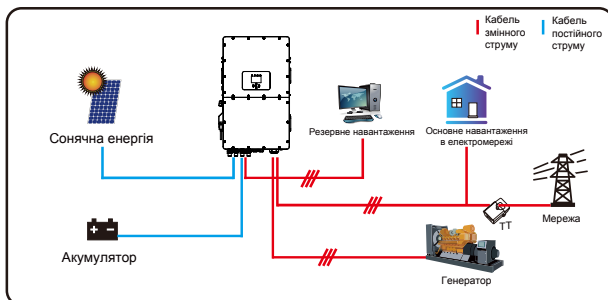 Кабель
змінного
струму
Кабель
постійного
струму
Сонячна енергія
Резервне навантаження
Основне навантаження
в електромережі
ТТ
Мережа
Акумулятор
Генератор